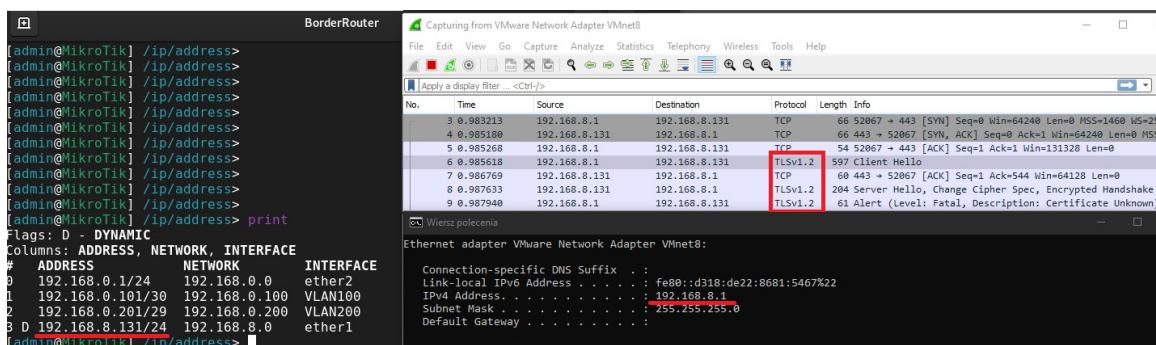 BorderRouter
[admin@MikroTik] /ip/address>
[admin@MikroTik] /ip/address>
[admin@MikroTik] /ip/address>
[admin@MikroTik] /ip/address>
[admin@MikroTik] /ip/address>
[admin@MikroTik] /ip/address>
[admin@MikroTik] /ip/address>
[admin@MikroTik] /ip/address>
[admin@MikroTik] /ip/address>
[admin@MikroTik] /ip/address>
[admin@MikroTik] /ip/address>
[admin@MikroTik] /ip/address> print
Flags: D - DYNAMIC
Columns: ADDRESS, NETWORK, INTERFACE
# ADDRESS NETWORK INTERFACE
0 192.168.0.1/24 192.168.0.0 ether2
1 192.168.0.101/30 192.168.0.100 VLAN100
2 192.168.0.201/29 192.168.0.200 VLAN200
3 D 192.168.8.131/24 192.168.8.0 ether1
[admin@MikroTik] /ip/address>
Capturing from VMware Network Adapter VMnet8
File Edit View Go Capture Analyze Statistics Telephony Wireless Tools Help
Apply a display filter ... <Ctrl-/>
No. Time Source Destination Protocol Length Info
3 0.983213 192.168.8.1 192.168.8.131 TCP 66 52067 → 443 [SYN] Seq=0 Win=64240 Len=0 MSS=1460 WS=25
4 0.985180 192.168.8.131 192.168.8.1 TCP 66 443 → 52067 [SYN, ACK] Seq=0 Ack=1 Win=64240 Len=0 MSS
5 0.985268 192.168.8.1 192.168.8.131 TCP 54 52067 → 443 [ACK] Seq=1 Ack=1 Win=131328 Len=0
6 0.985618 192.168.8.1 192.168.8.131 TLSv1.2 597 Client Hello
7 0.986769 192.168.8.131 192.168.8.1 TCP 60 443 → 52067 [ACK] Seq=1 Ack=544 Win=64128 Len=0
8 0.987633 192.168.8.131 192.168.8.1 TLSv1.2 204 Server Hello, Change Cipher Spec, Encrypted Handshake
9 0.987940 192.168.8.1 192.168.8.131 TLSv1.2 61 Alert (Level: Fatal, Description: Certificate Unknown)
Wiersz polecenia
Ethernet adapter VMware Network Adapter VMnet8:
Connection-specific DNS Suffix . :
Link-local IPv6 Address . . . . . : fe80::d318:de22:8681:5467%22
IPv4 Address. . . . . . . . . . . : 192.168.8.1
Subnet Mask . . . . . . . . . . . : 255.255.255.0
Default Gateway . . . . . . . . . :